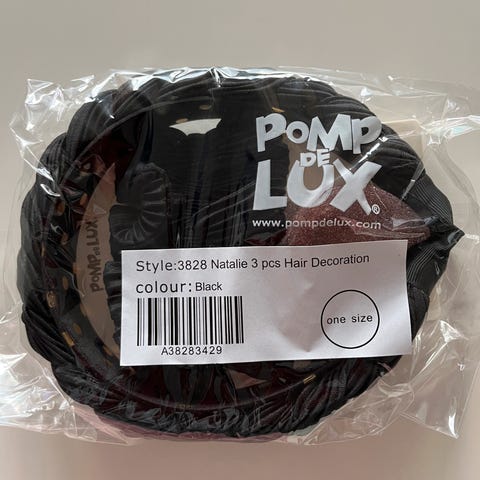 POMP
DE
LUX®
www.pompdelux.com
POMP DE LUX
Style:3828 Natalie 3 pcs Hair Decoration
colour: Black
one size
A38283429